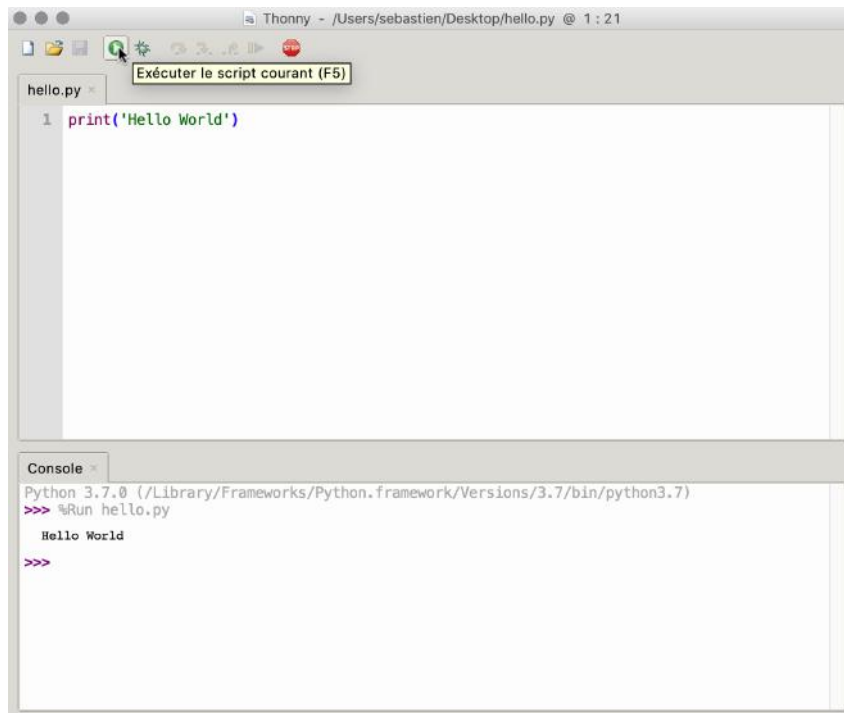 Thonny - /Users/sebastien/Desktop/hello.py @ 1 : 21
STOP
Exécuter le script courant (F5)
hello.py ×
1 print('Hello World')
Console ×
Python 3.7.0 (/Library/Frameworks/Python.framework/Versions/3.7/bin/python3.7)
>>> %Run hello.py
Hello World
>>>